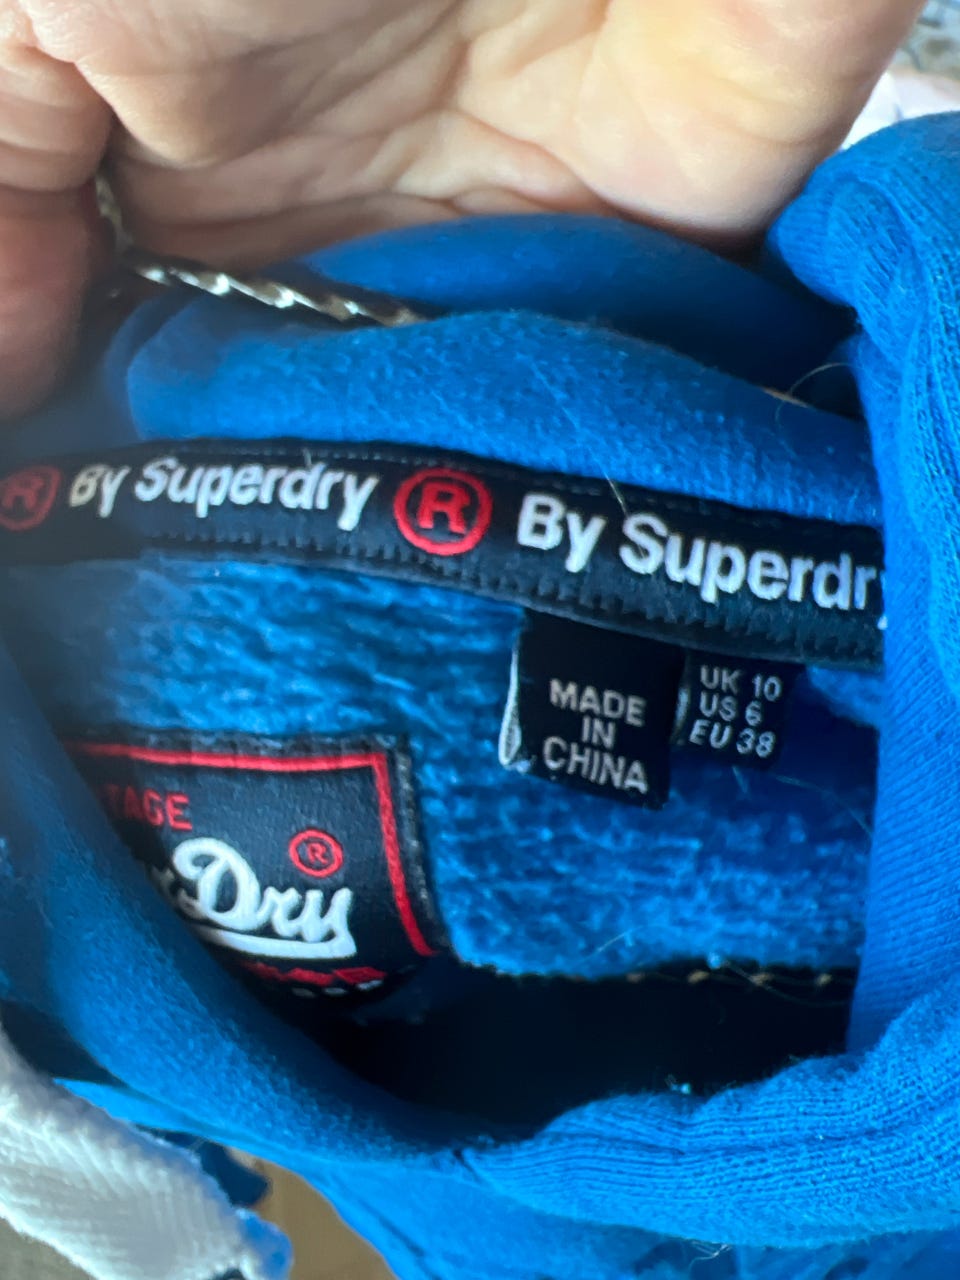 ® By Superdry ® By Superdry
MADE
IN
CHINA
UK 10
US 6
EU 38
TAGE
®
Dry